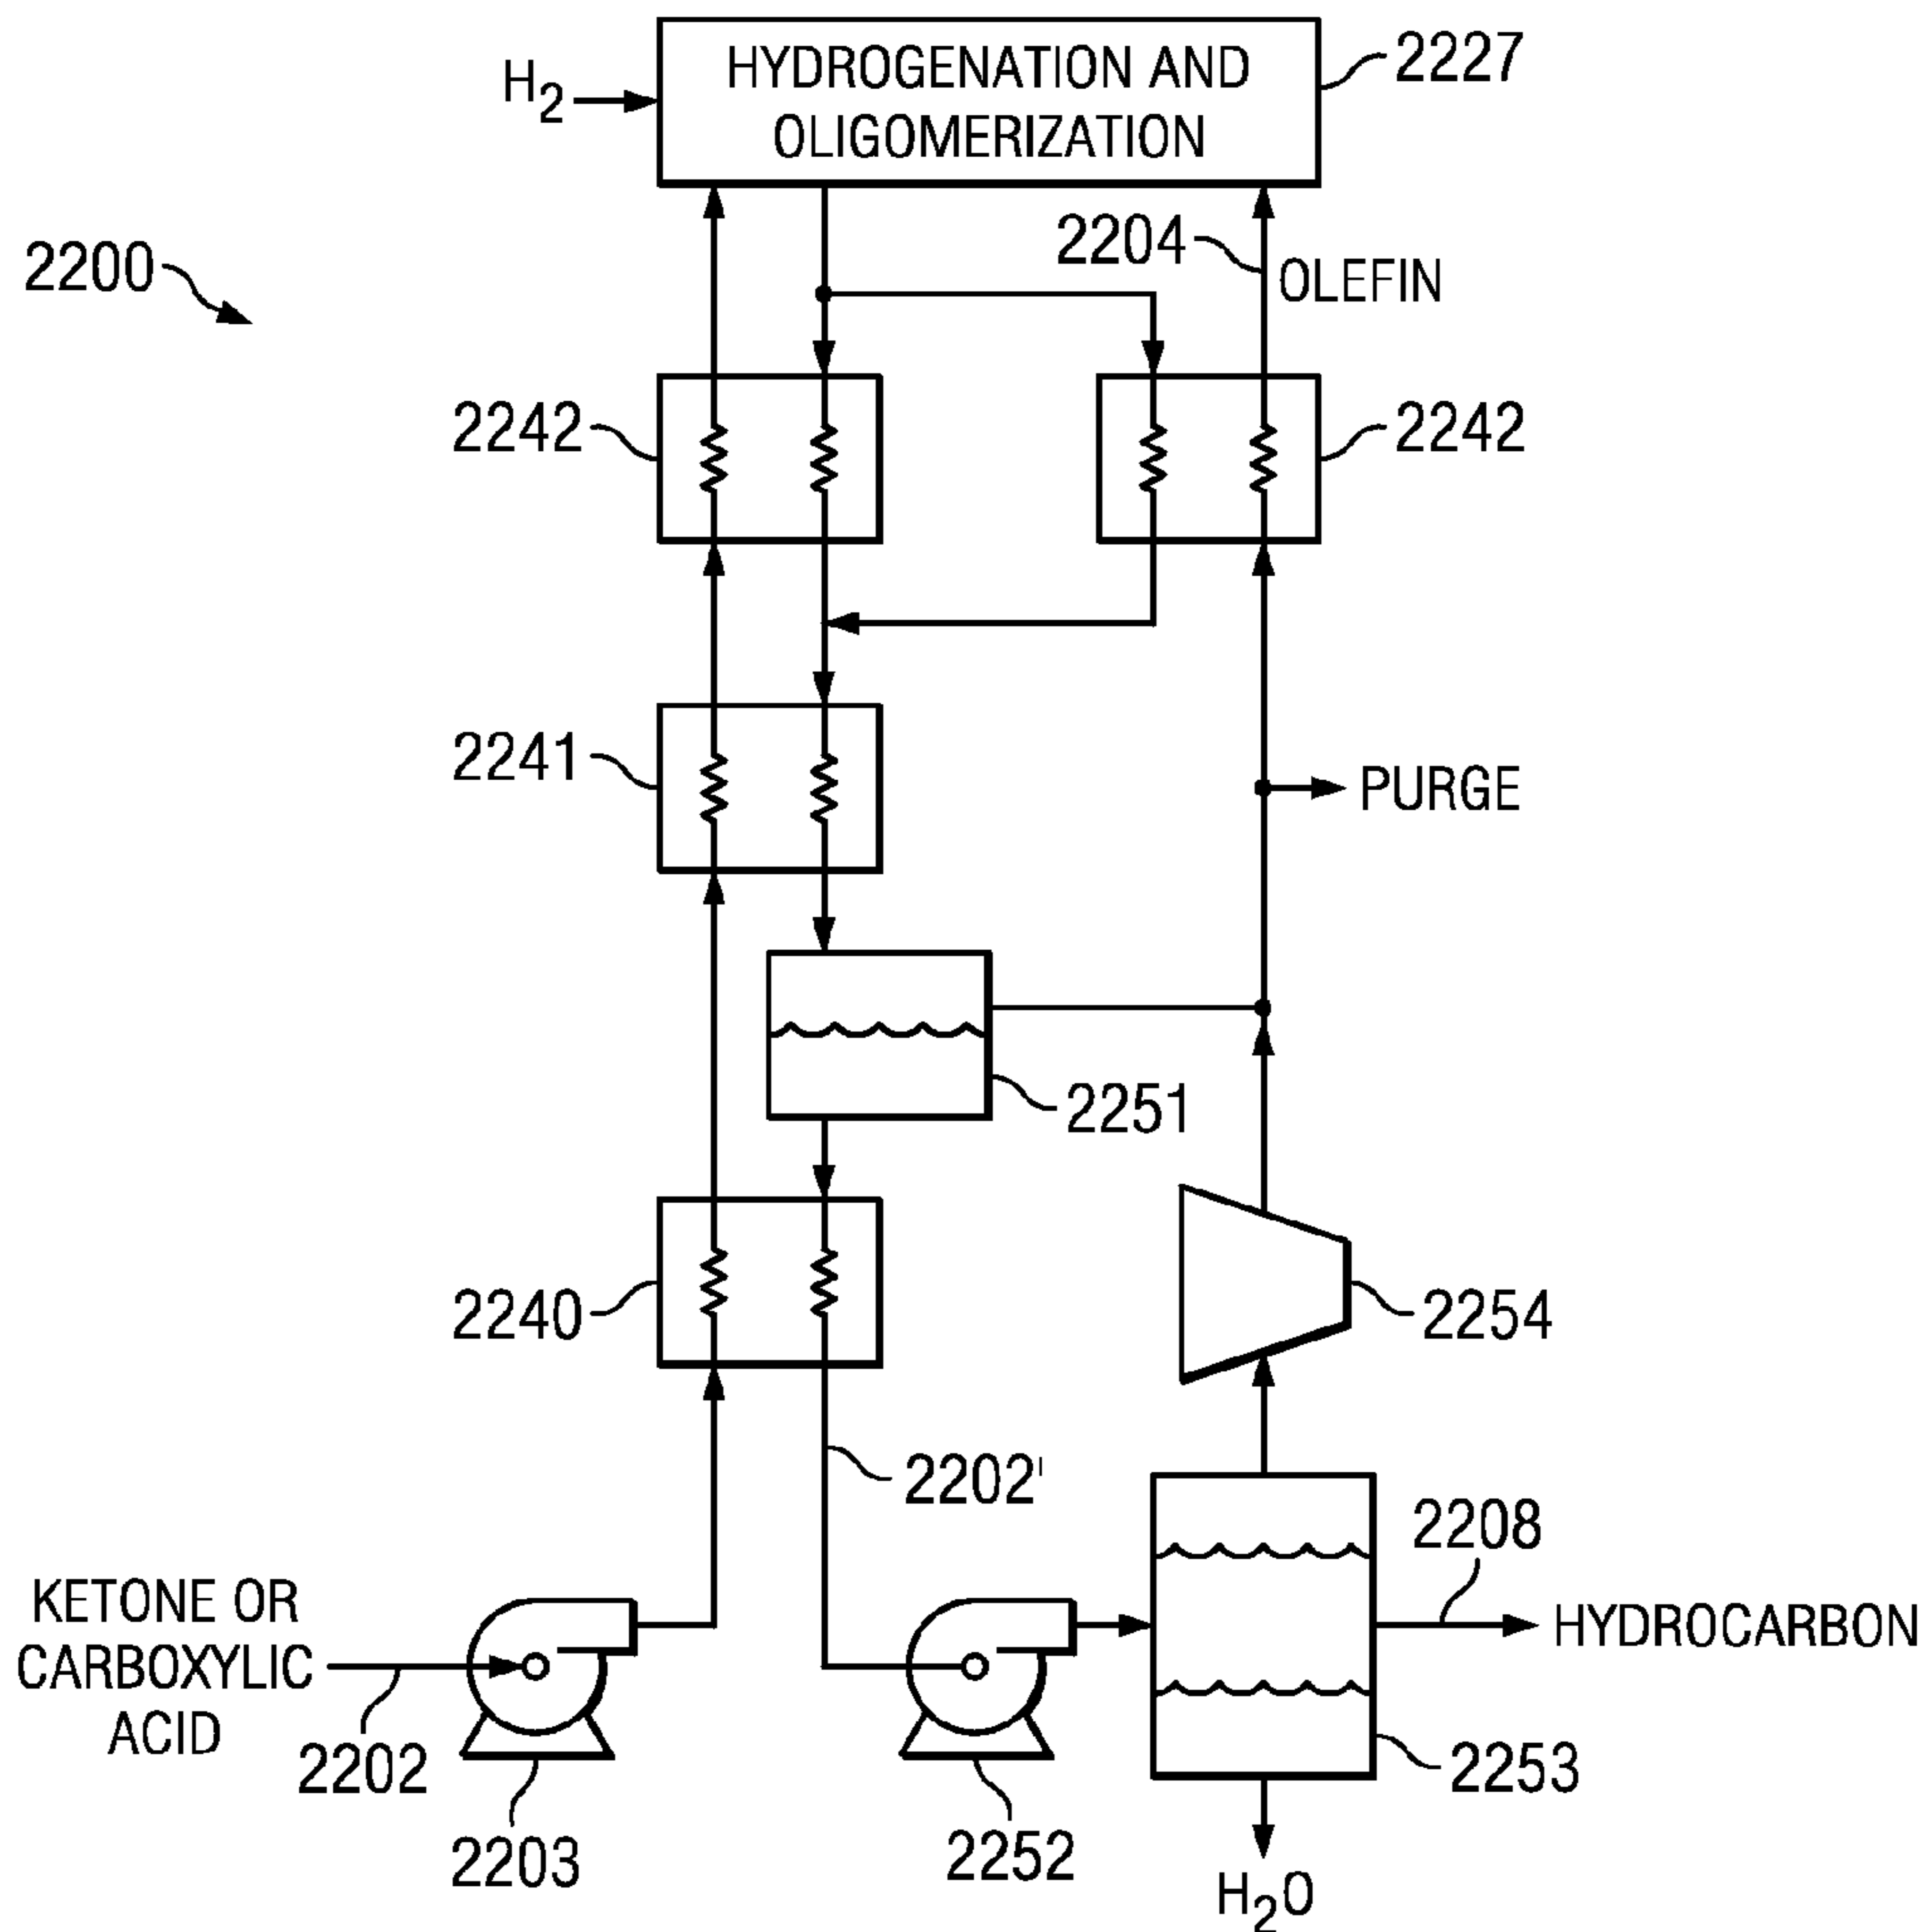 HYDROGENATION AND
OLIGOMERIZATION
2227
H2
2204
OLEFIN
2200
2242
2242
2241
PURGE
2251
2240
2254
2202'
2208
KETONE OR
CARBOXYLIC
ACID
HYDROCARBON
2202
2253
2203
2252
H2O